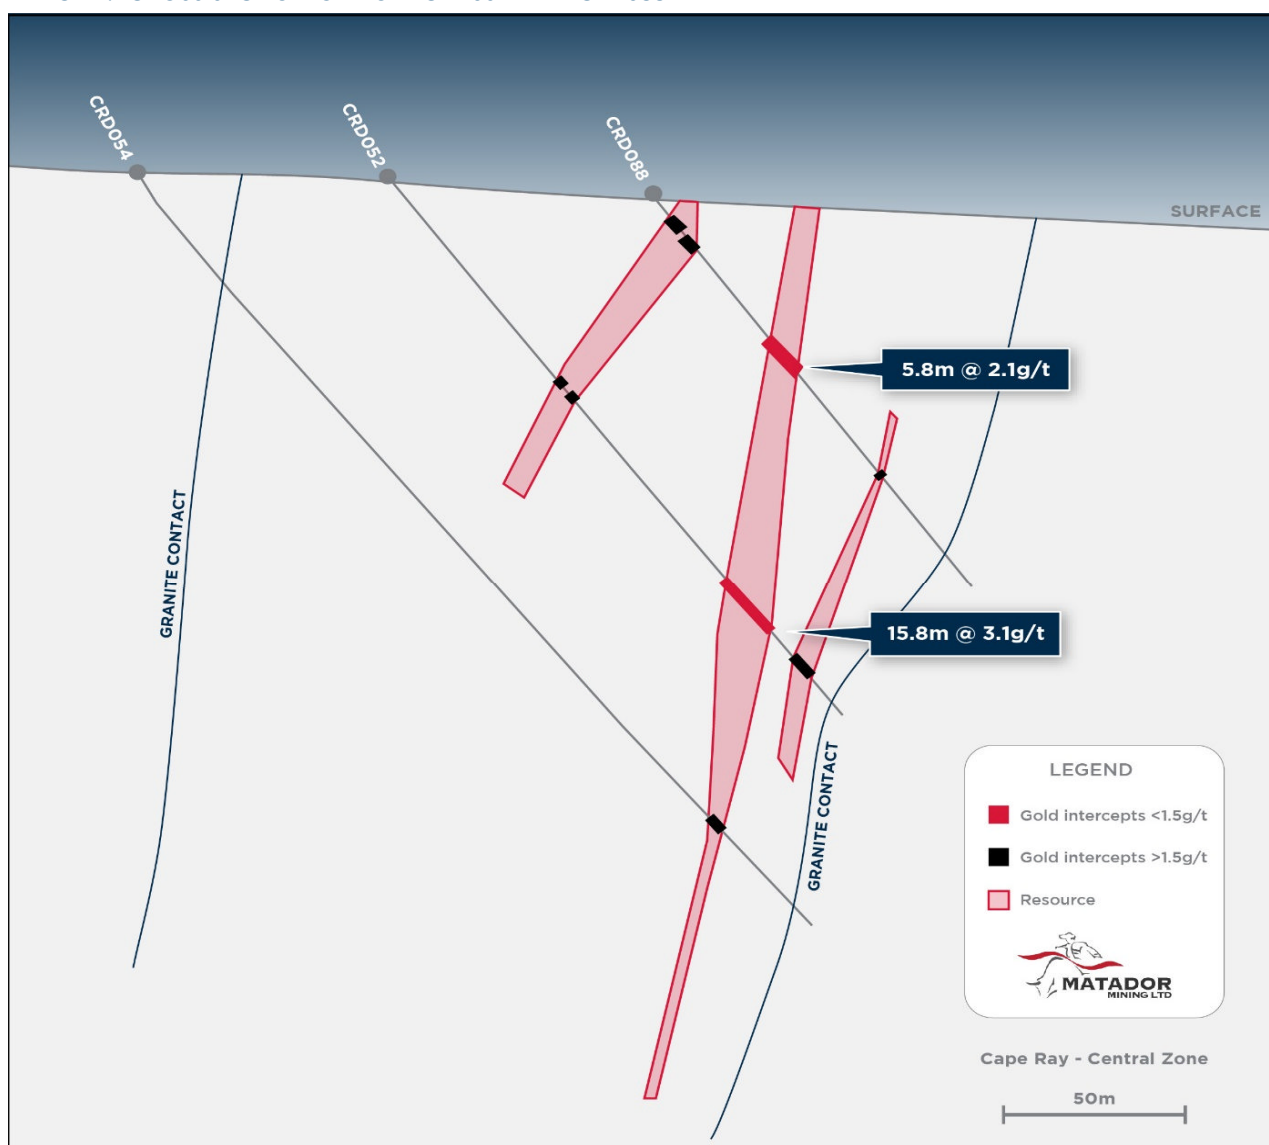 CRD054
CRD052
CRD088
SURFACE
5.8m @ 2.1g/t
GRANITE CONTACT
15.8m @ 3.1g/t
GRANITE CONTACT
LEGEND
Gold intercepts <1.5g/t
Gold intercepts >1.5g/t
Resource
MATADOR
MINING LTD
Cape Ray - Central Zone
50m